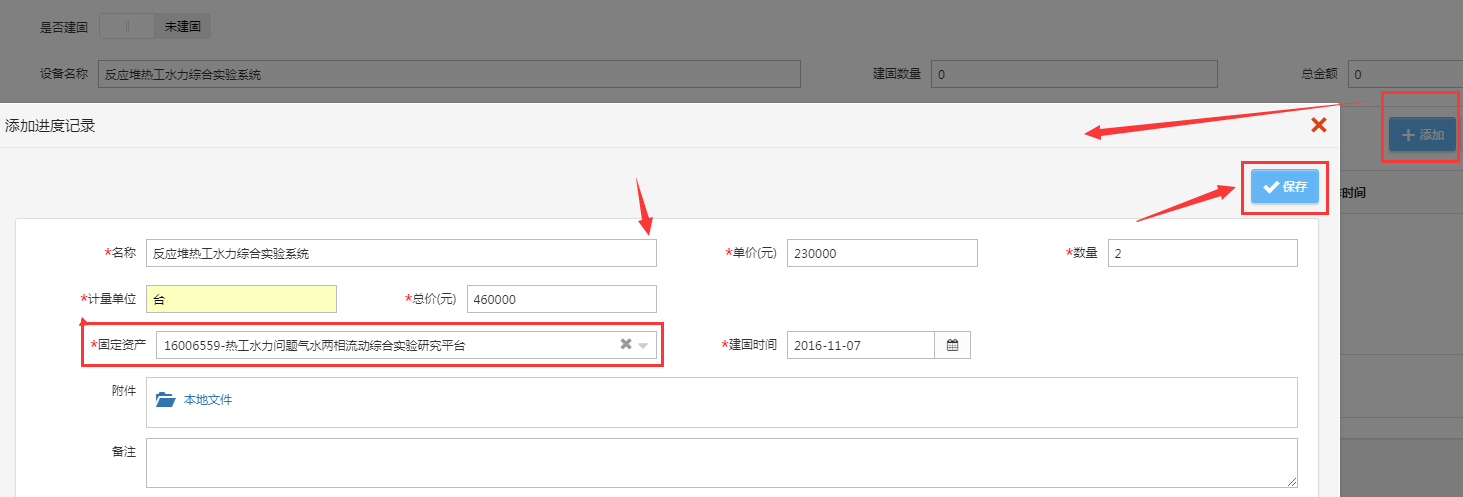 是否建固 未建固
设备名称 反应堆热工水力综合实验系统 建固数量 0 总金额 0
添加
添加进度记录
保存
时间
*名称 反应堆热工水力综合实验系统 *单价(元) 230000 *数量 2
*计量单位 台 *总价(元) 460000
*固定资产 16006559-热工水力问题气水两相流动综合实验研究平台 *建固时间 2016-11-07
附件 本地文件
备注